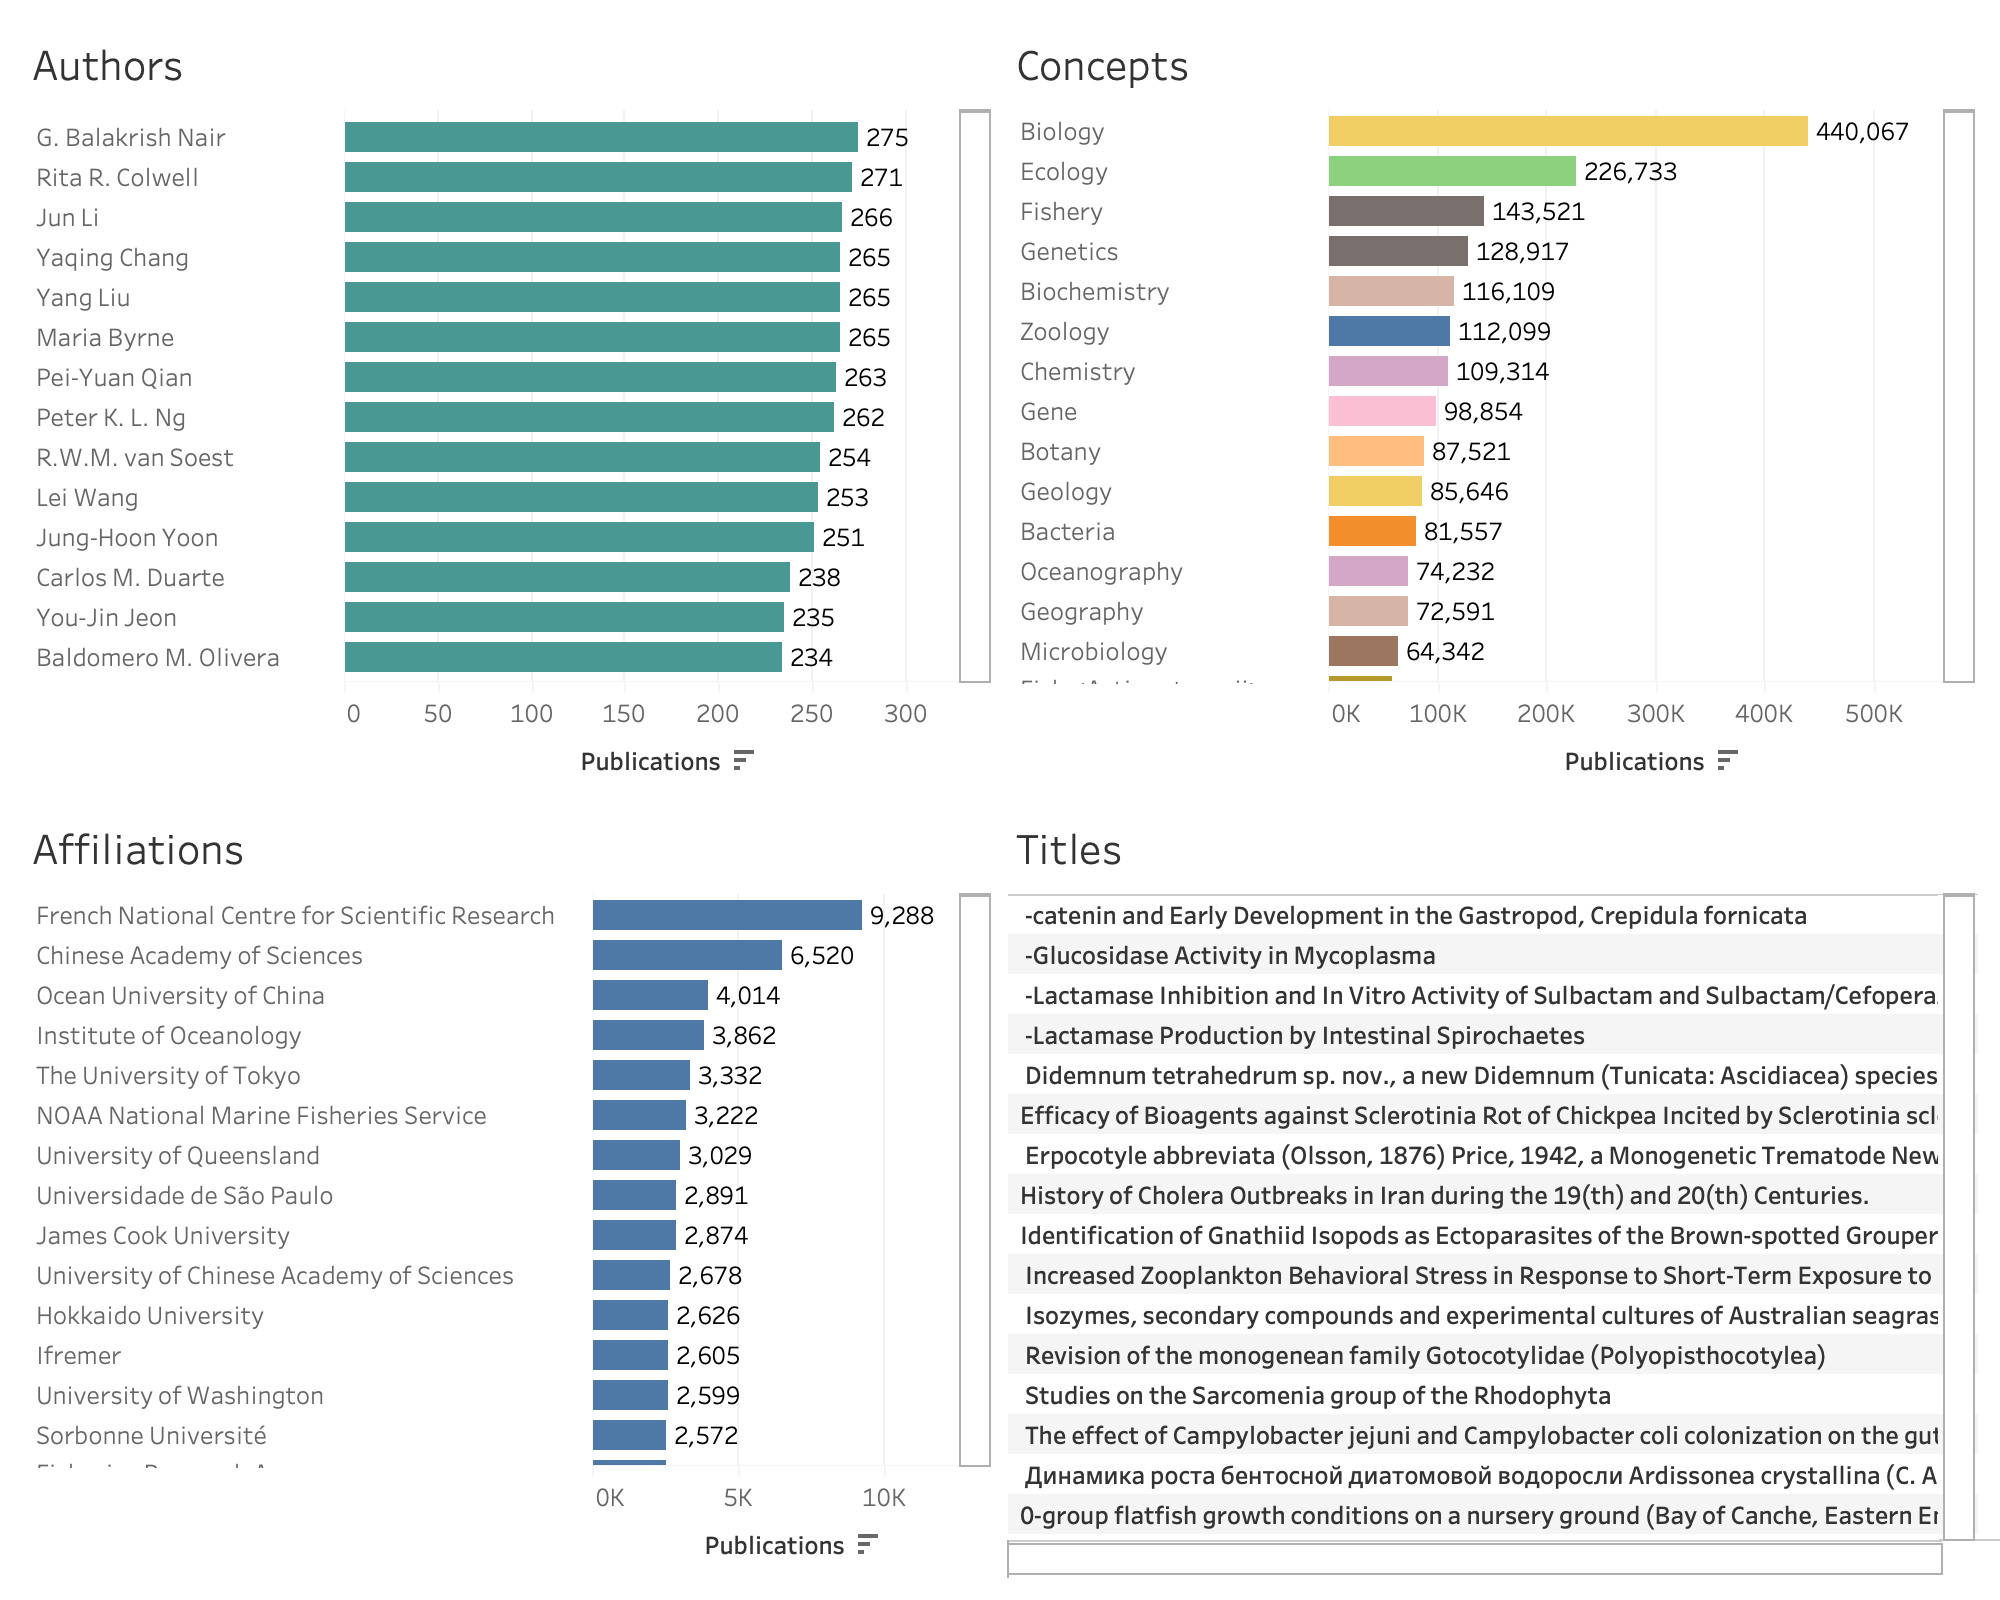 Authors
G. Balakrish Nair 275
Rita R. Colwell 271
Jun Li 266
Yaqing Chang 265
Yang Liu 265
Maria Byrne 265
Pei-Yuan Qian 263
Peter K. L. Ng 262
R.W.M. van Soest 254
Lei Wang 253
Jung-Hoon Yoon 251
Carlos M. Duarte 238
You-Jin Jeon 235
Baldomero M. Olivera 234
0 50 100 150 200 250 300
Publications
Concepts
Biology 440,067
Ecology 226,733
Fishery 143,521
Genetics 128,917
Biochemistry 116,109
Zoology 112,099
Chemistry 109,314
Gene 98,854
Botany 87,521
Geology 85,646
Bacteria 81,557
Oceanography 74,232
Geography 72,591
Microbiology 64,342
0K 100K 200K 300K 400K 500K
Publications
Affiliations
French National Centre for Scientific Research 9,288
Chinese Academy of Sciences 6,520
Ocean University of China 4,014
Institute of Oceanology 3,862
The University of Tokyo 3,332
NOAA National Marine Fisheries Service 3,222
University of Queensland 3,029
Universidade de São Paulo 2,891
James Cook University 2,874
University of Chinese Academy of Sciences 2,678
Hokkaido University 2,626
Ifremer 2,605
University of Washington 2,599
Sorbonne Université 2,572
0K 5K 10K
Publications
Titles
-catenin and Early Development in the Gastropod, Crepidula fornicata
-Glucosidase Activity in Mycoplasma
-Lactamase Inhibition and In Vitro Activity of Sulbactam and Sulbactam/Cefopera
-Lactamase Production by Intestinal Spirochaetes
Didemnum tetrahedrum sp. nov., a new Didemnum (Tunicata: Ascidiacea) species
Efficacy of Bioagents against Sclerotinia Rot of Chickpea Incited by Sclerotinia scl
Erpocotyle abbreviata (Olsson, 1876) Price, 1942, a Monogenetic Trematode New
History of Cholera Outbreaks in Iran during the 19(th) and 20(th) Centuries.
Identification of Gnathiid Isopods as Ectoparasites of the Brown-spotted Grouper
Increased Zooplankton Behavioral Stress in Response to Short-Term Exposure to
Isozymes, secondary compounds and experimental cultures of Australian seagras
Revision of the monogenean family Gotocotylidae (Polyopisthocotylea)
Studies on the Sarcomenia group of the Rhodophyta
The effect of Campylobacter jejuni and Campylobacter coli colonization on the gut
Динамика роста бентосной диатомовой водоросли Ardissonea crystallina (C. A
0-group flatfish growth conditions on a nursery ground (Bay of Canche, Eastern